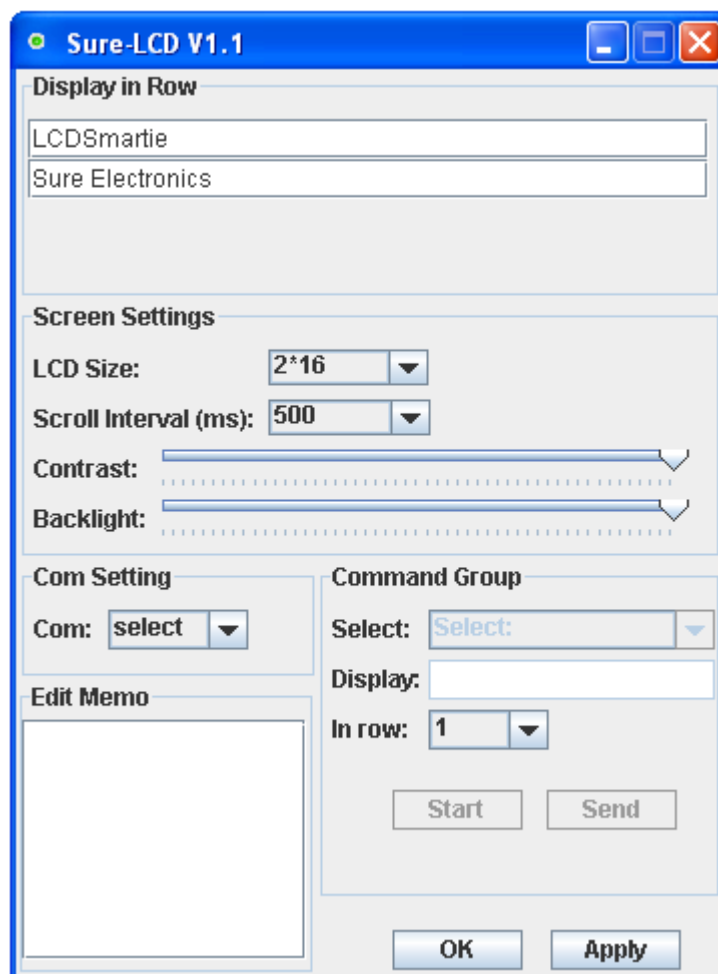 Sure-LCD V1.1
Display in Row
LCDSmartie
Sure Electronics
Screen Settings
LCD Size: 2*16
Scroll Interval (ms): 500
Contrast:
Backlight:
Com Setting
Com: select
Edit Memo
Command Group
Select: Select:
Display:
In row: 1
Start Send
OK Apply